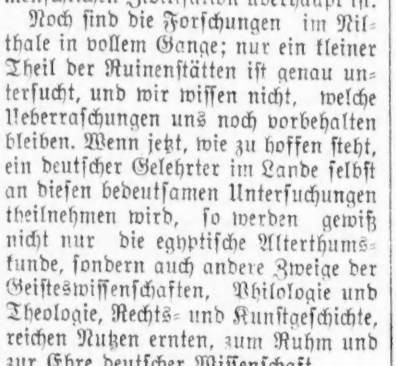 menschlichen Zivilisation überhaupt ist.
Noch sind die Forschungen im Nil-
thale in vollem Gange; nur ein kleiner
Theil der Ruinenstätten ist genau un-
tersucht, und wir wissen nicht, welche
Ueberraschungen uns noch vorbehalten
bleiben. Wenn jetzt, wie zu hoffen steht,
ein deutscher Gelehrter im Lande selbst
an diesen bedeutsamen Untersuchungen
theilnehmen wird, so werden gewiß
nicht nur die egyptische Alterthums-
kunde, sondern auch andere Zweige der
Geisteswissenschaften, Philologie und
Theologie, Rechts- und Kunstgeschichte,
reichen Nutzen ernten, zum Ruhm und
zur Ehre deutscher Wissenschaft.